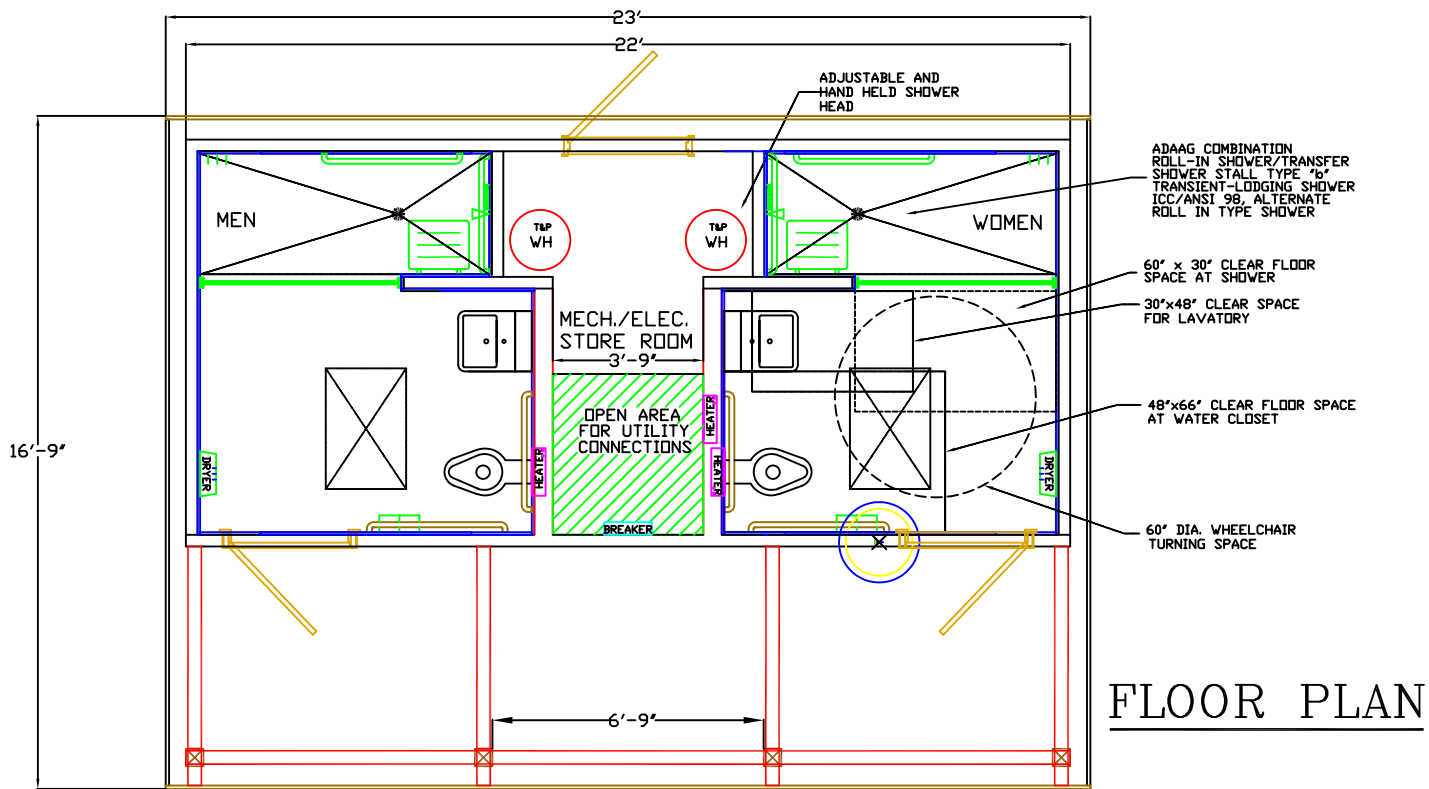 23'
22'
ADJUSTABLE AND
HAND HELD SHOWER
HEAD
ADAAG COMBINATION
ROLL-IN SHOWER/TRANSFER
SHOWER STALL TYPE "b"
TRANSIENT-LODGING SHOWER
ICC/ANSI 98, ALTERNATE
ROLL IN TYPE SHOWER
MEN
T&P
WH
T&P
WH
WOMEN
60" x 30" CLEAR FLOOR
SPACE AT SHOWER
30"x48" CLEAR SPACE
FOR LAVATORY
MECH./ELEC.
STORE ROOM
3'-9"
OPEN AREA
FOR UTILITY
CONNECTIONS
HEATER
48"x66" CLEAR FLOOR SPACE
AT WATER CLOSET
16'-9"
DRYER
HEATER
HEATER
DRYER
BREAKER
60" DIA. WHEELCHAIR
TURNING SPACE
6'-9"
FLOOR PLAN